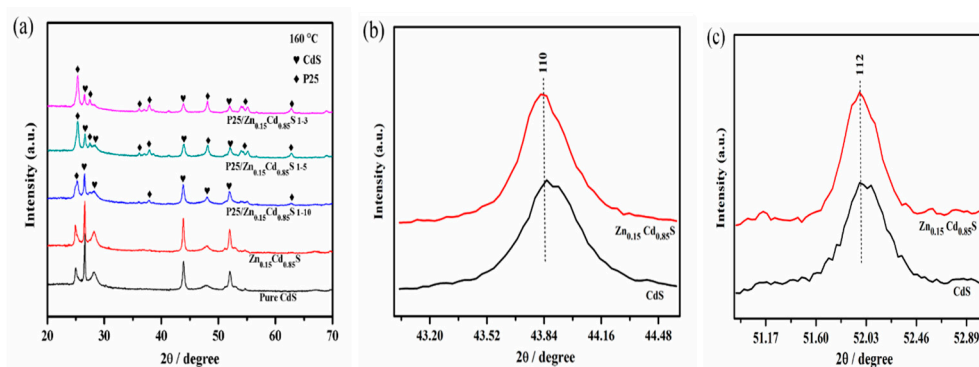 (a)
160 °C
♥ CdS
♦ P25
P25/Zn0.15Cd0.85S 1-3
P25/Zn0.15Cd0.85S 1-5
P25/Zn0.15Cd0.85S 1-10
Zn0.15Cd0.85S
Pure CdS
Intensity (a.u.)
20 30 40 50 60 70
2θ / degree
(b)
110
Zn0.15 Cd0.85S
CdS
Intensity (a.u.)
43.20 43.52 43.84 44.16 44.48
2θ / degree
(c)
112
Zn0.15 Cd0.85S
CdS
Intensity (a.u.)
51.17 51.60 52.03 52.46 52.89
2θ / degree